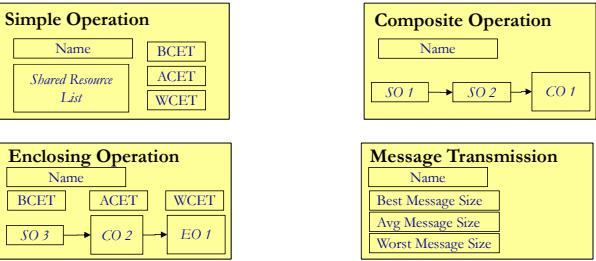 Simple Operation
Name
BCET
Shared Resource
List
ACET
WCET
Composite Operation
Name
SO 1
SO 2
CO 1
Enclosing Operation
Name
BCET
ACET
WCET
SO 3
CO 2
EO 1
Message Transmission
Name
Best Message Size
Avg Message Size
Worst Message Size